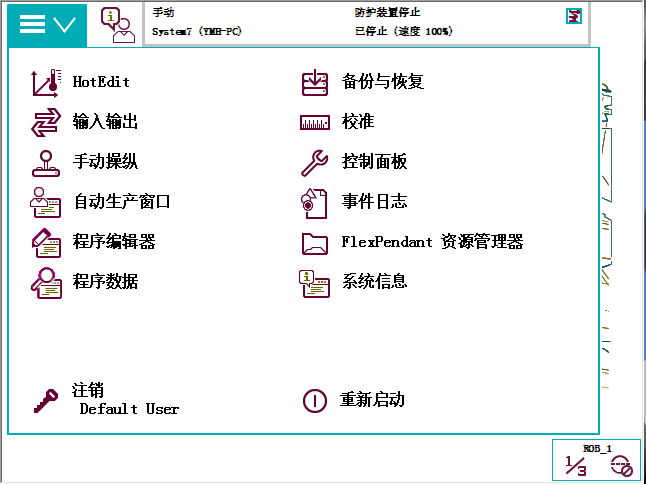 手动
System7 (YMH-PC)
防护装置停止
已停止 (速度 100%)
HotEdit
备份与恢复
输入输出
校准
手动操纵
控制面板
自动生产窗口
事件日志
程序编辑器
FlexPendant 资源管理器
程序数据
系统信息
注销
Default User
重新启动
ROB_1
1/3